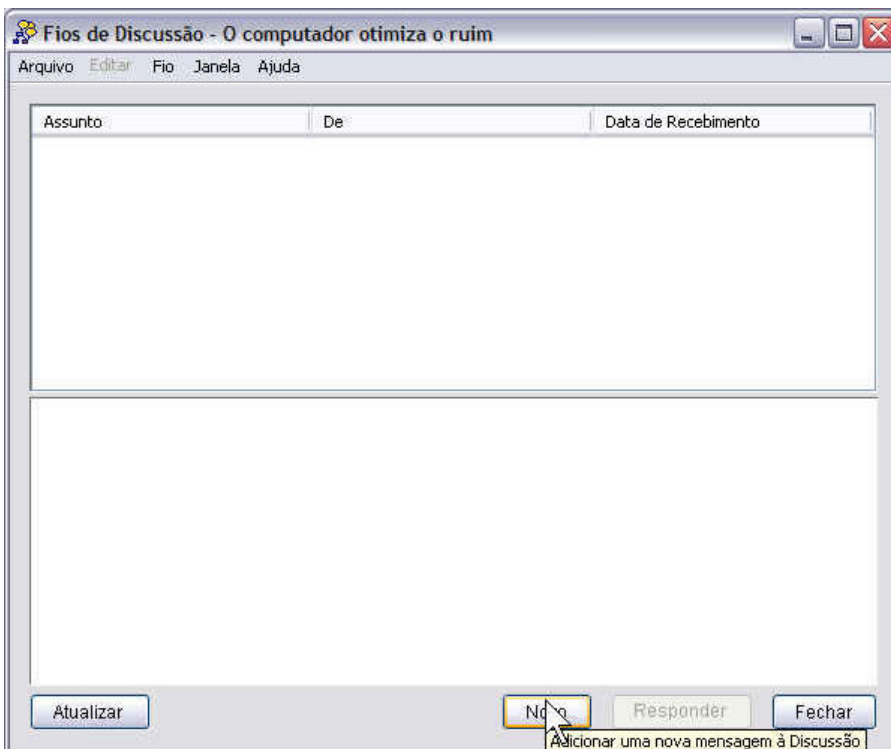 Fios de Discussão - O computador otimiza o ruim
Arquivo Editar Fio Janela Ajuda
Assunto De Data de Recebimento
Atualizar Novo Responder Fechar
Adicionar uma nova mensagem à Discussão